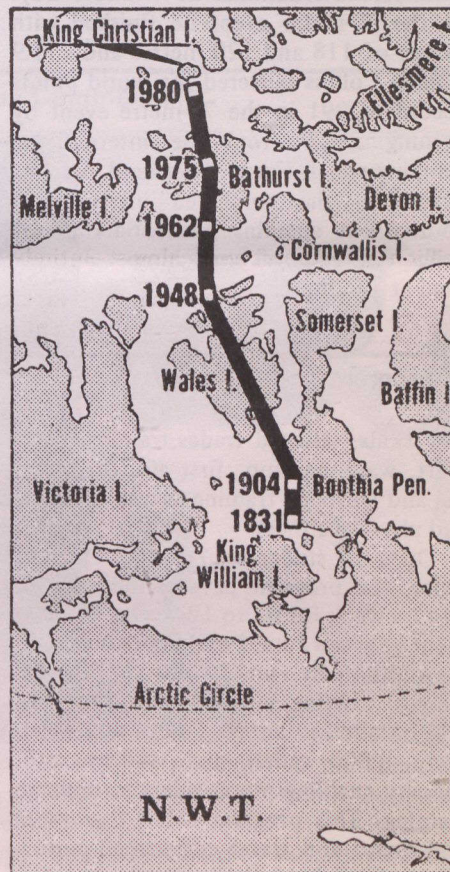 King Christian I.
Ellesmere I.
1980
1975
Bathurst I.
Melville I.
Devon I.
1962
Cornwallis I.
1948
Somerset I.
Wales I.
Baffin I
1904
Boothia Pen.
Victoria I.
1831
King
William I.
Arctic Circle
N.W.T.